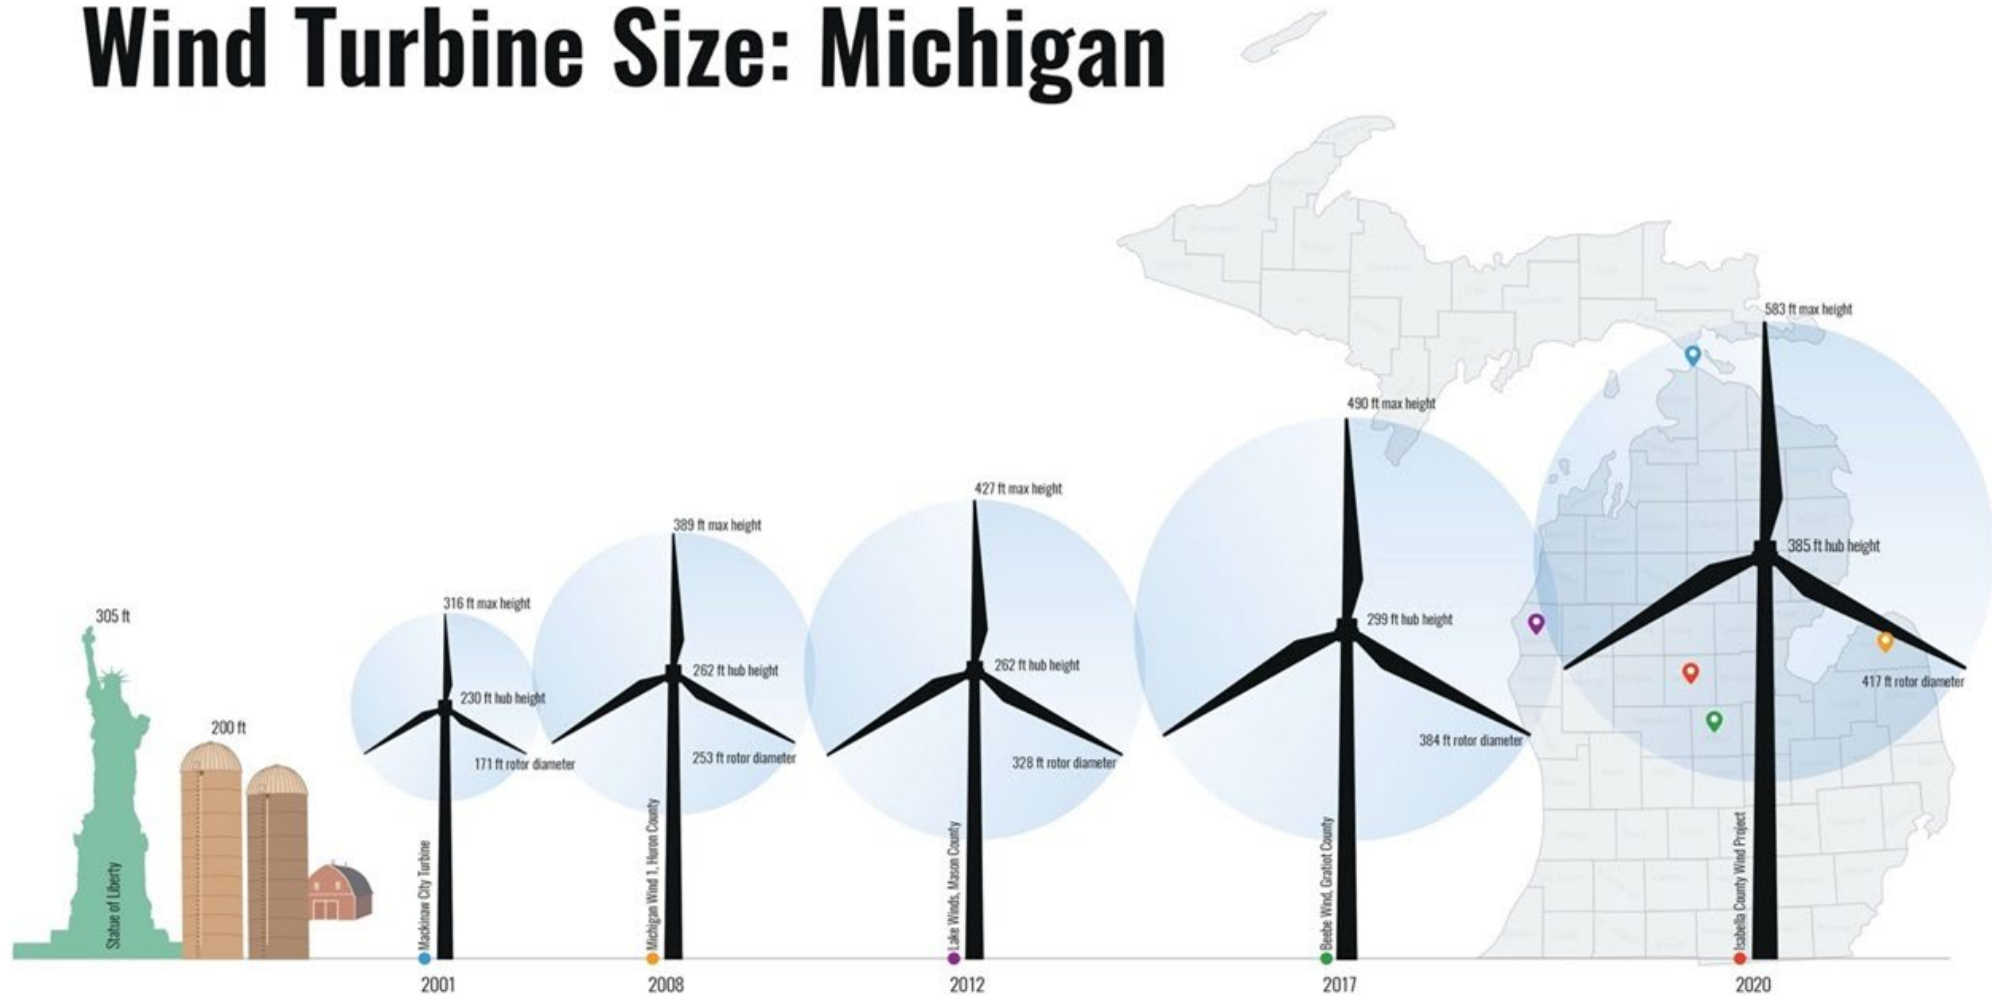 Wind Turbine Size: Michigan
305 ft
Statue of Liberty
200 ft
316 ft max height
230 ft hub height
171 ft rotor diameter
Mackinaw City Turbine
2001
389 ft max height
262 ft hub height
253 ft rotor diameter
Michigan Wind 1, Huron County
2008
427 ft max height
262 ft hub height
328 ft rotor diameter
Lake Winds, Mason County
2012
490 ft max height
299 ft hub height
384 ft rotor diameter
Beebe Wind, Gratiot County
2017
583 ft max height
385 ft hub height
417 ft rotor diameter
Isabella County Wind Project
2020